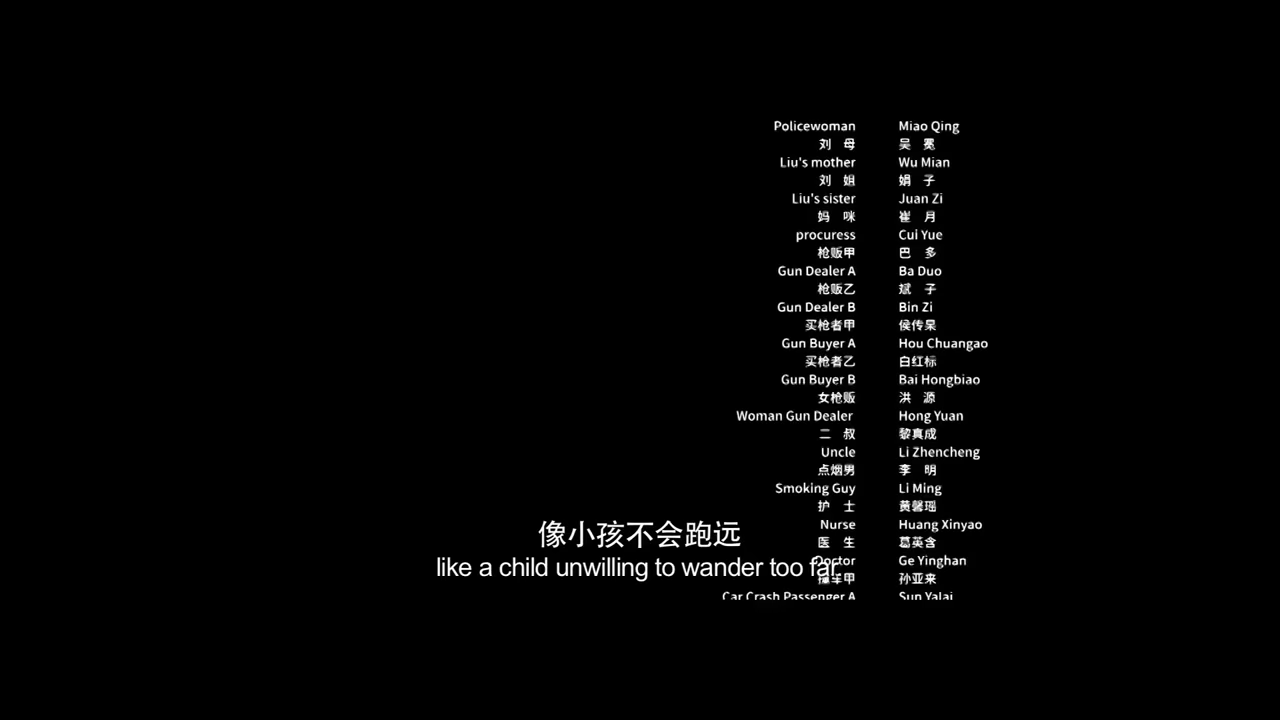 Policewoman Miao Qing
刘 母 吴 冕
Liu's mother Wu Mian
刘 姐 娟 子
Liu's sister Juan Zi
妈 咪 崔 月
procuress Cui Yue
枪贩甲 巴 多
Gun Dealer A Ba Duo
枪贩乙 斌 子
Gun Dealer B Bin Zi
买枪者甲 侯传杲
Gun Buyer A Hou Chuangao
买枪者乙 白红标
Gun Buyer B Bai Hongbiao
女枪贩 洪 源
Woman Gun Dealer Hong Yuan
二 叔 黎真成
Uncle Li Zhencheng
点烟男 李 明
Smoking Guy Li Ming
护 士 黄馨瑶
Nurse Huang Xinyao
医 生 葛英含
Doctor Ge Yinghan
撞车甲 孙亚来
Car Crash Passenger A Sun Yalai
像小孩不会跑远
like a child unwilling to wander too far